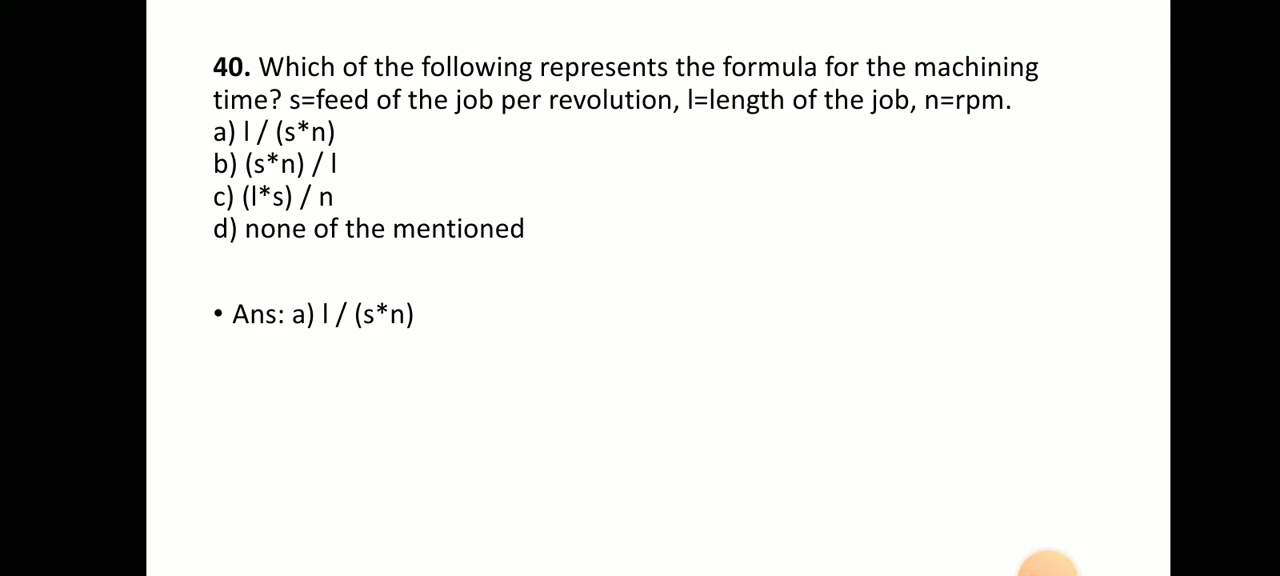 40. Which of the following represents the formula for the machining
time? s=feed of the job per revolution, l=length of the job, n=rpm.
a) l / (s*n)
b) (s*n) / l
c) (l*s) / n
d) none of the mentioned
• Ans: a) l / (s*n)